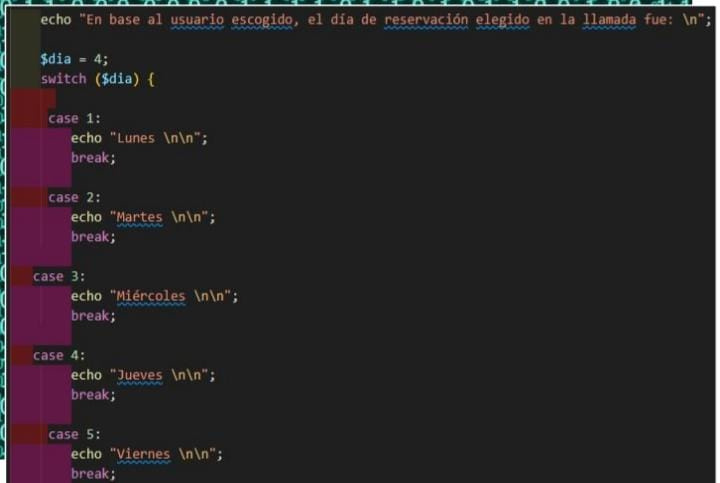 echo "En base al usuario escogido, el día de reservación elegido en la llamada fue: \n";
$dia = 4;
switch ($dia) {
case 1:
echo "Lunes \n\n";
break;
case 2:
echo "Martes \n\n";
break;
case 3:
echo "Miércoles \n\n";
break;
case 4:
echo "Jueves \n\n";
break;
case 5:
echo "Viernes \n\n";
break;